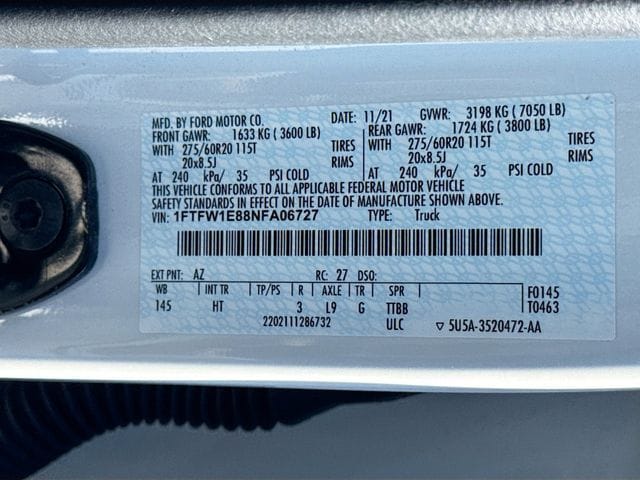 MFD. BY FORD MOTOR CO. DATE: 11/21 GVWR: 3198 KG ( 7050 LB)
FRONT GAWR: 1633 KG ( 3600 LB) REAR GAWR: 1724 KG ( 3800 LB)
WITH 275/60R20 115T TIRES WITH 275/60R20 115T TIRES
20x8.5J RIMS 20x8.5J RIMS
AT 240 kPa/ 35 PSI COLD AT 240 kPa/ 35 PSI COLD
THIS VEHICLE CONFORMS TO ALL APPLICABLE FEDERAL MOTOR VEHICLE
SAFETY STANDARDS IN EFFECT ON THE DATE OF MANUFACTURE SHOWN ABOVE.
VIN: 1FTFW1E88NFA06727 TYPE: Truck
EXT PNT: AZ RC: 27 DSO:
WB INT TR TP/PS R AXLE TR SPR F0145
145 HT 3 L9 G TTBB T0463
2202111286732 ULC ▽ 5U5A-3520472-AA